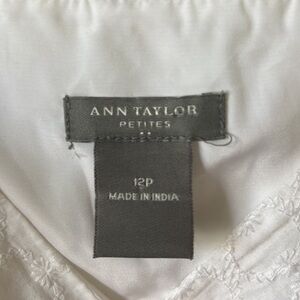 ANN TAYLOR
PETITES
12P
MADE IN INDIA